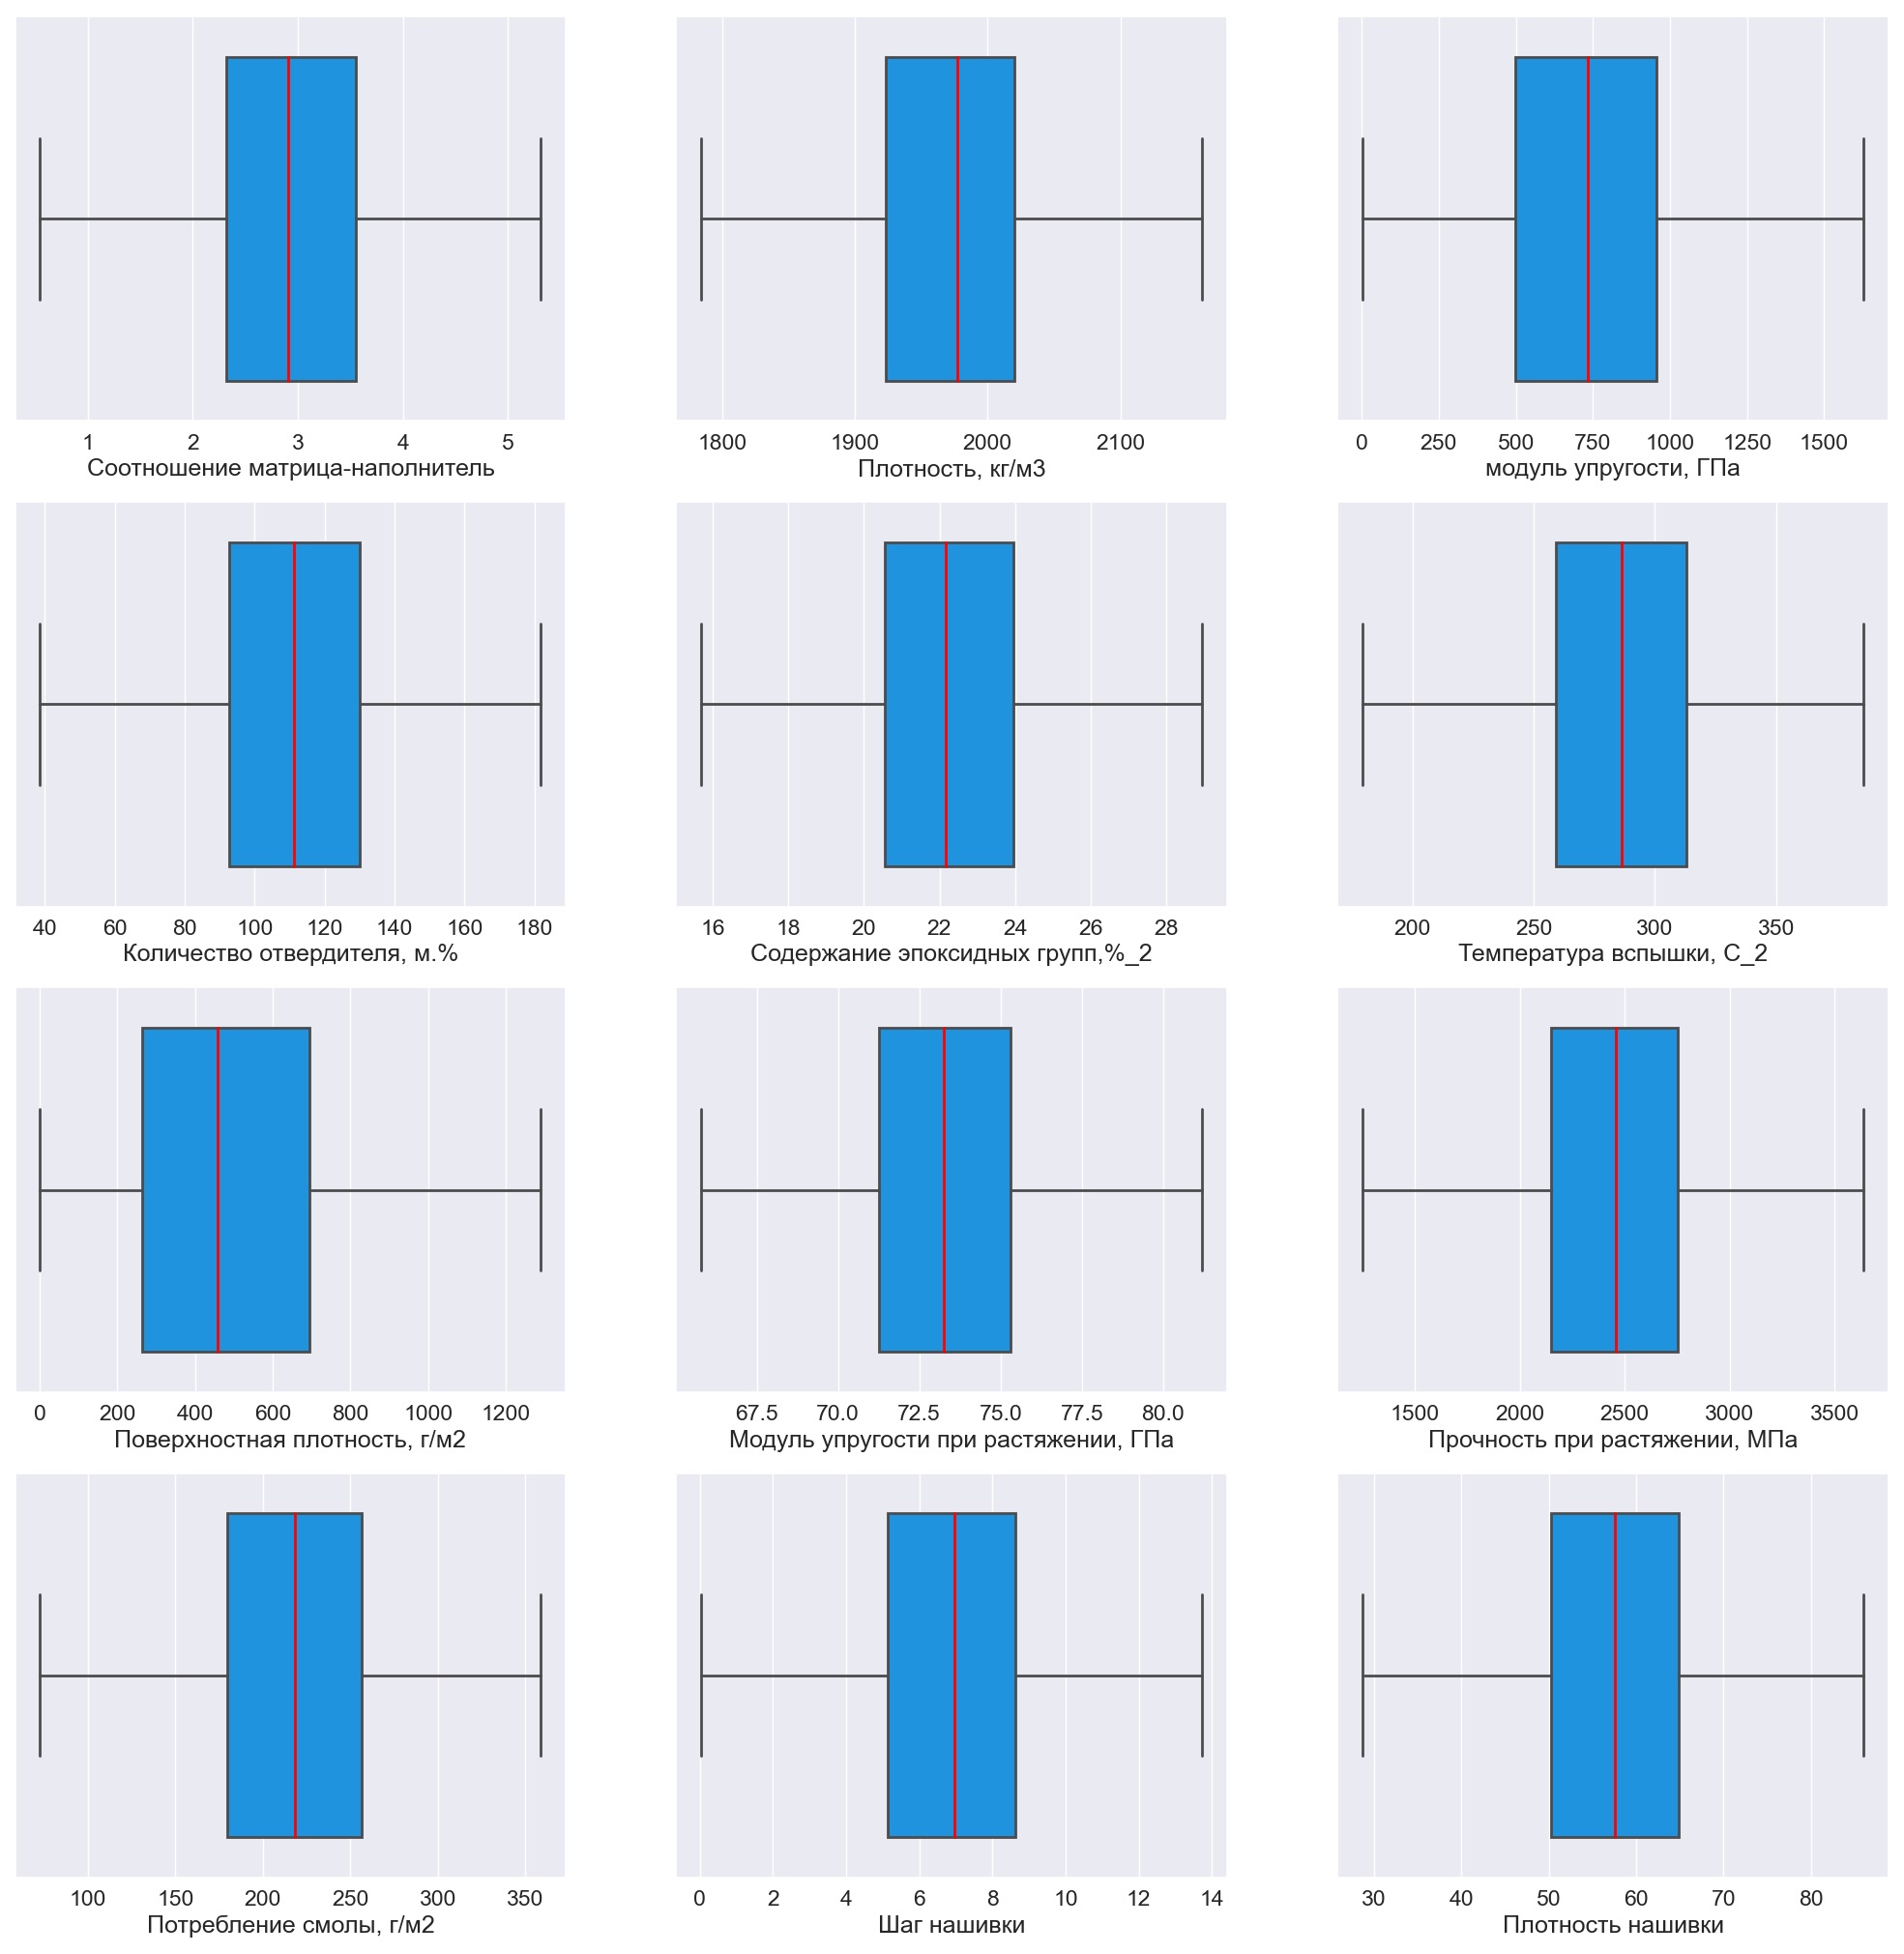 1 2 3 4 5
Соотношение матрица-наполнитель
1800 1900 2000 2100
Плотность, кг/м3
0 250 500 750 1000 1250 1500
модуль упругости, ГПа
40 60 80 100 120 140 160 180
Количество отвердителя, м.%
16 18 20 22 24 26 28
Содержание эпоксидных групп,%_2
200 250 300 350
Температура вспышки, С_2
0 200 400 600 800 1000 1200
Поверхностная плотность, г/м2
67.5 70.0 72.5 75.0 77.5 80.0
Модуль упругости при растяжении, ГПа
1500 2000 2500 3000 3500
Прочность при растяжении, МПа
100 150 200 250 300 350
Потребление смолы, г/м2
0 2 4 6 8 10 12 14
Шаг нашивки
30 40 50 60 70 80
Плотность нашивки